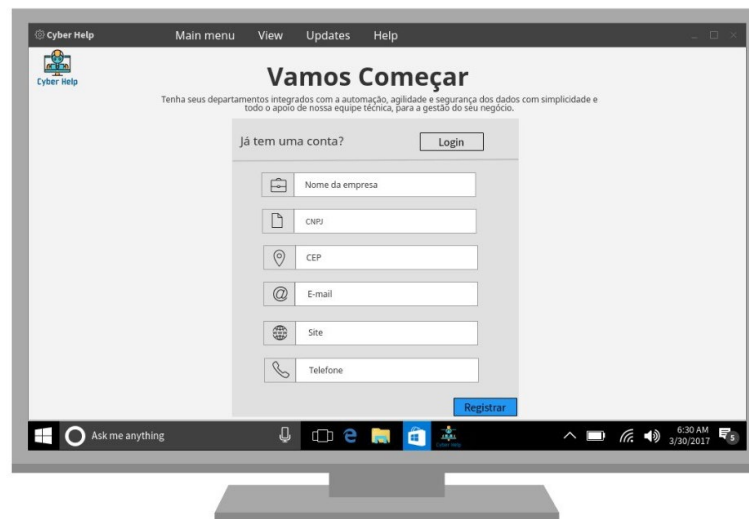 Cyber Help
Main menu
View
Updates
Help
Cyber Help
Vamos Começar
Tenha seus departamentos integrados com a automação, agilidade e segurança dos dados com simplicidade e
todo o apoio de nossa equipe técnica, para a gestão do seu negócio.
Já tem uma conta?
Login
Nome da empresa
CNPJ
CEP
E-mail
Site
Telefone
Registrar
Ask me anything
Cyber Help
6:30 AM
3/30/2017
5